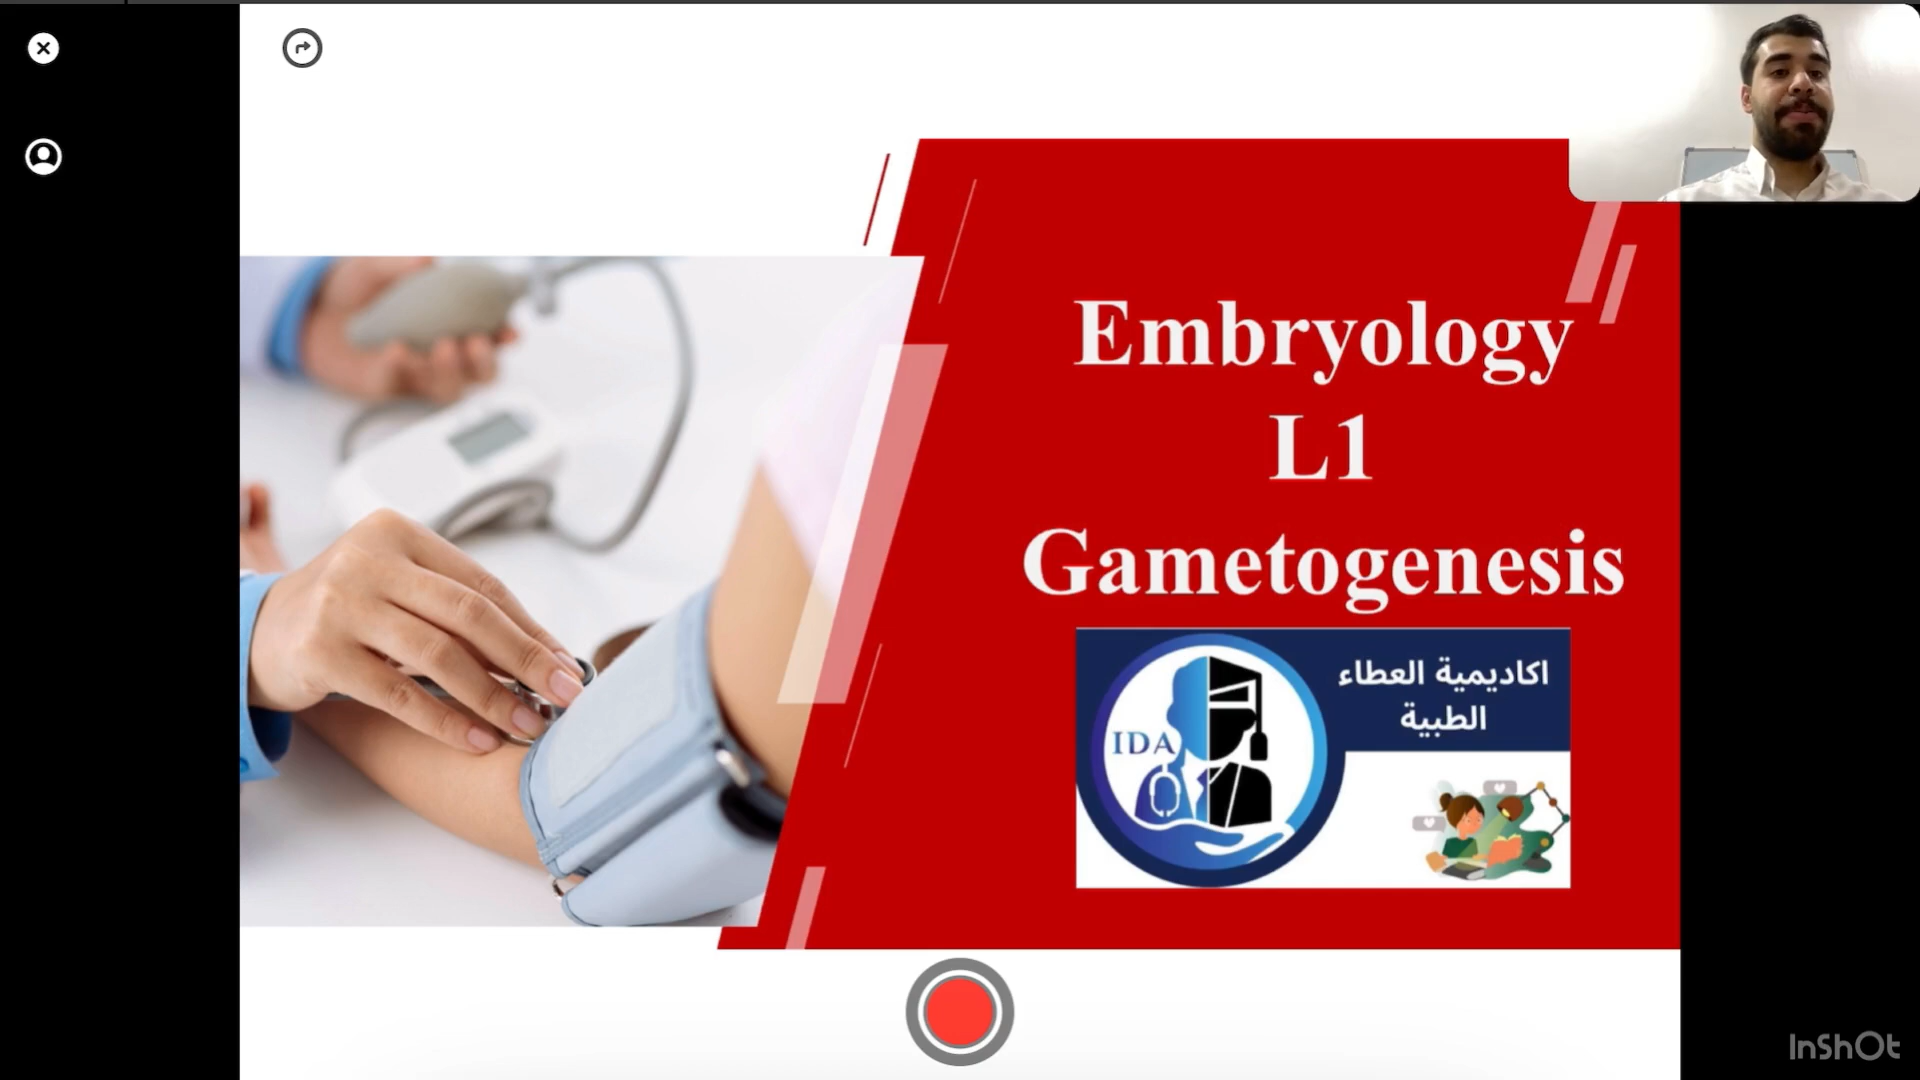 Embryology
L1
Gametogenesis
اكاديمية العطاء
الطبية
IDA
InShOt